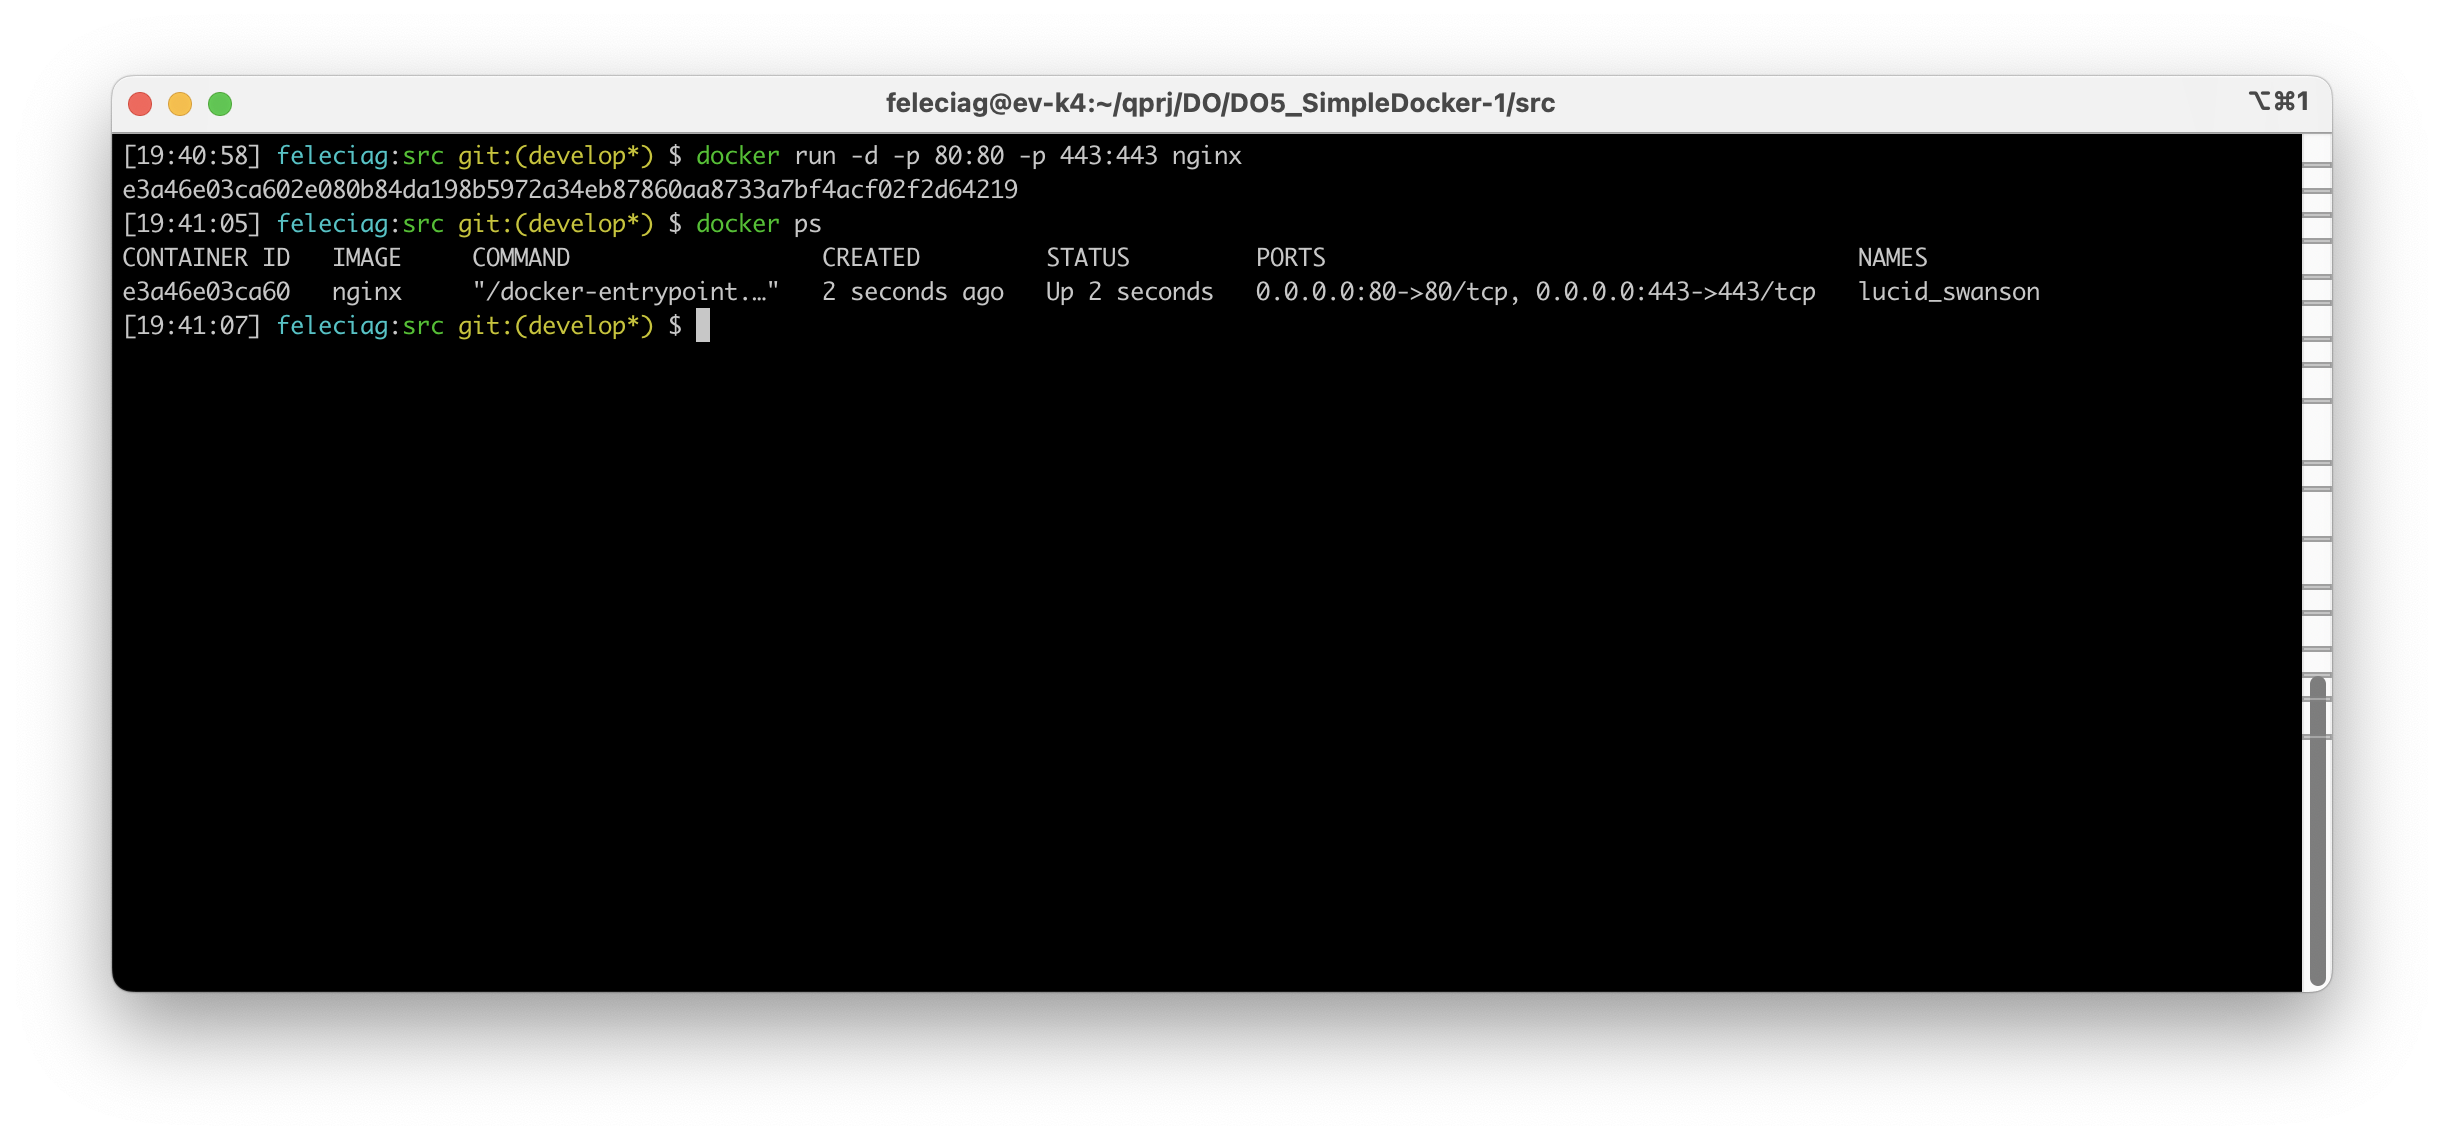 feleciag@ev-k4:~/qprj/DO/DO5_SimpleDocker-1/src ⌥⌘1
[19:40:58] feleciag:src git:(develop*) $ docker run -d -p 80:80 -p 443:443 nginx
e3a46e03ca602e080b84da198b5972a34eb87860aa8733a7bf4acf02f2d64219
[19:41:05] feleciag:src git:(develop*) $ docker ps
CONTAINER ID   IMAGE     COMMAND                  CREATED         STATUS         PORTS                                      NAMES
e3a46e03ca60   nginx     "/docker-entrypoint.…"   2 seconds ago   Up 2 seconds   0.0.0.0:80->80/tcp, 0.0.0.0:443->443/tcp   lucid_swanson
[19:41:07] feleciag:src git:(develop*) $